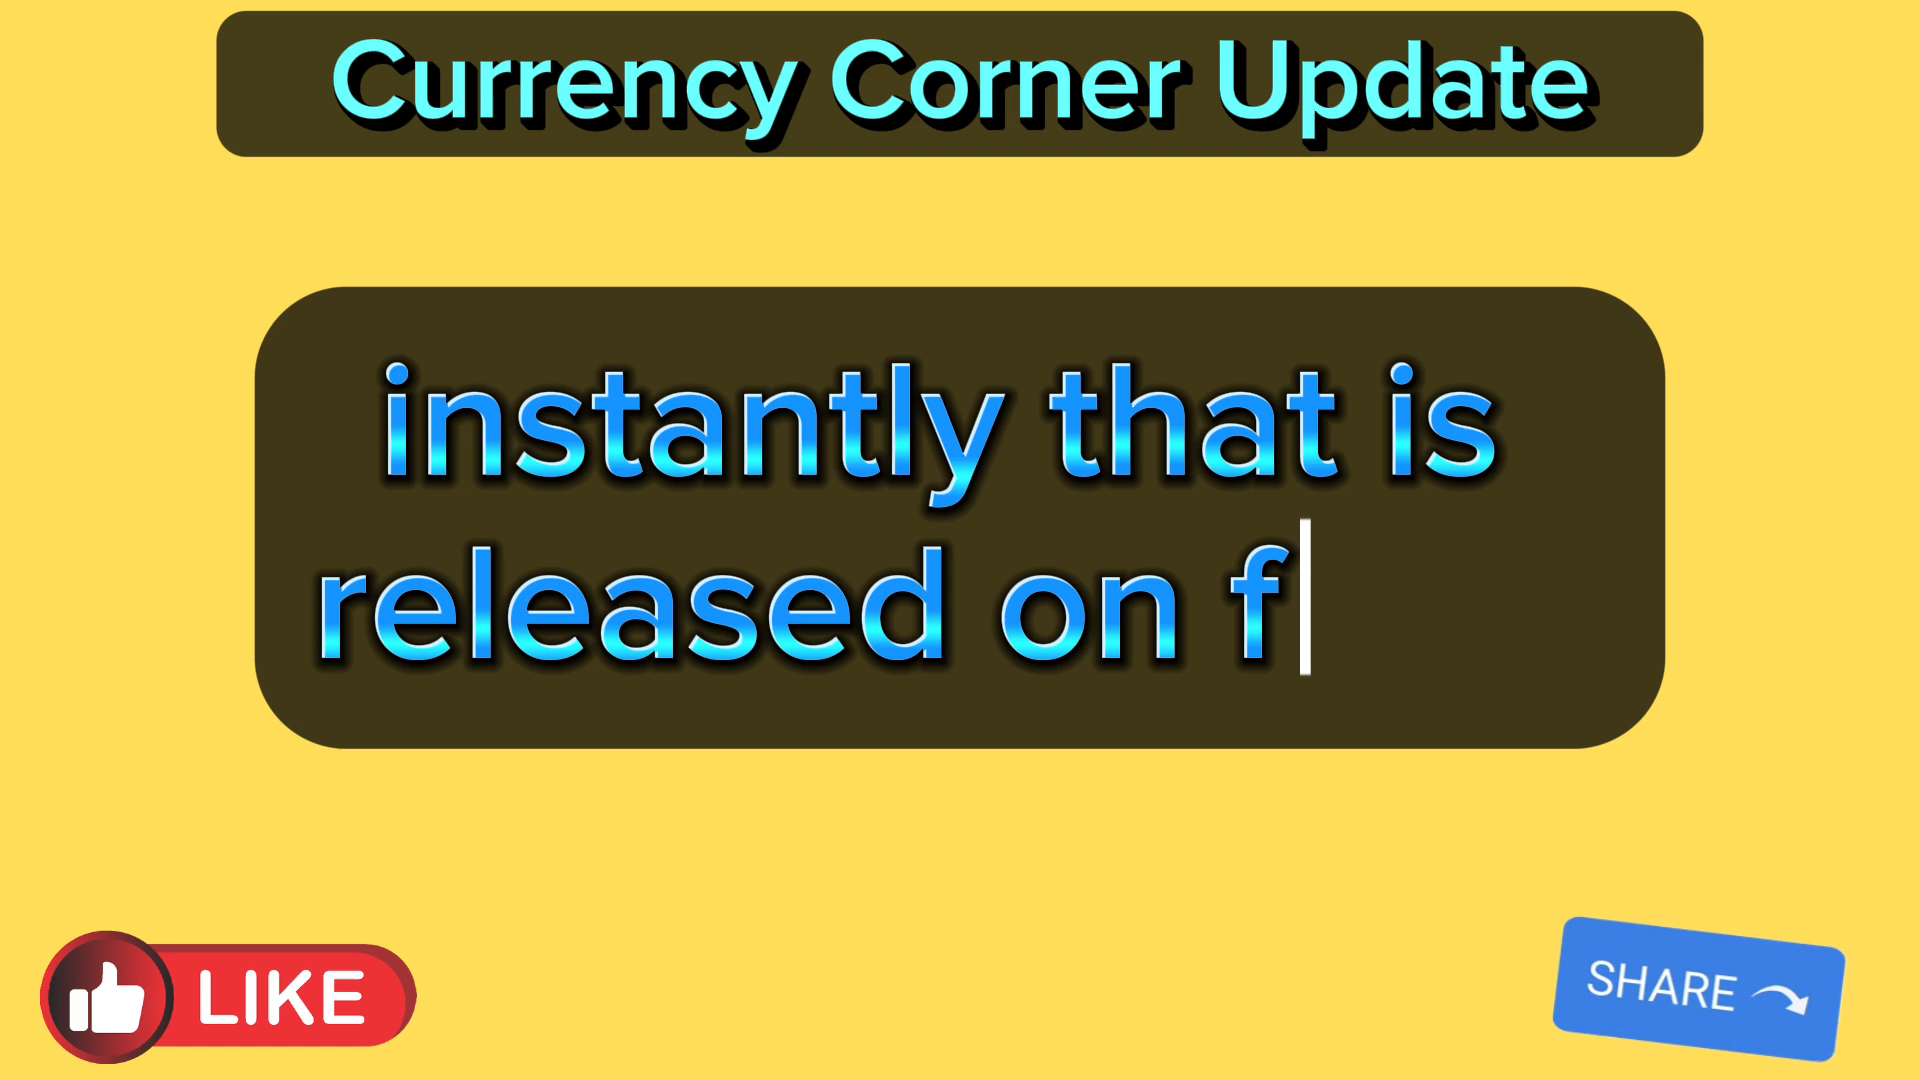 Currency Corner Update
instantly that is
released on f
LIKE
SHARE